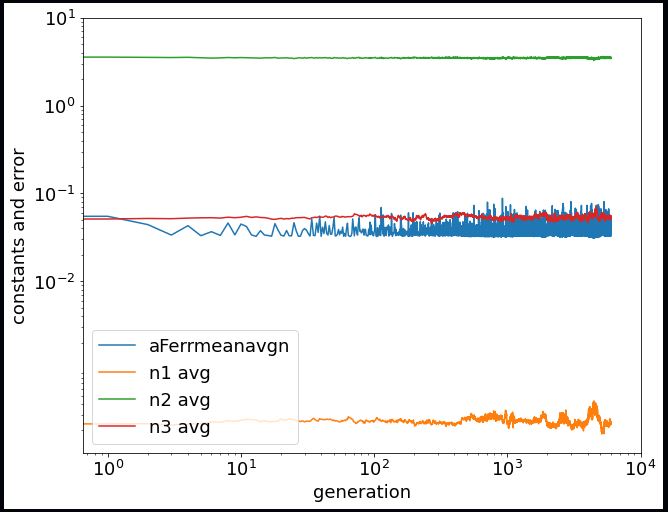 constants and error
10¹
10⁰
10⁻¹
10⁻²
aFerrmeanavgn
n1 avg
n2 avg
n3 avg
10⁰ 10¹ 10² 10³ 10⁴
generation